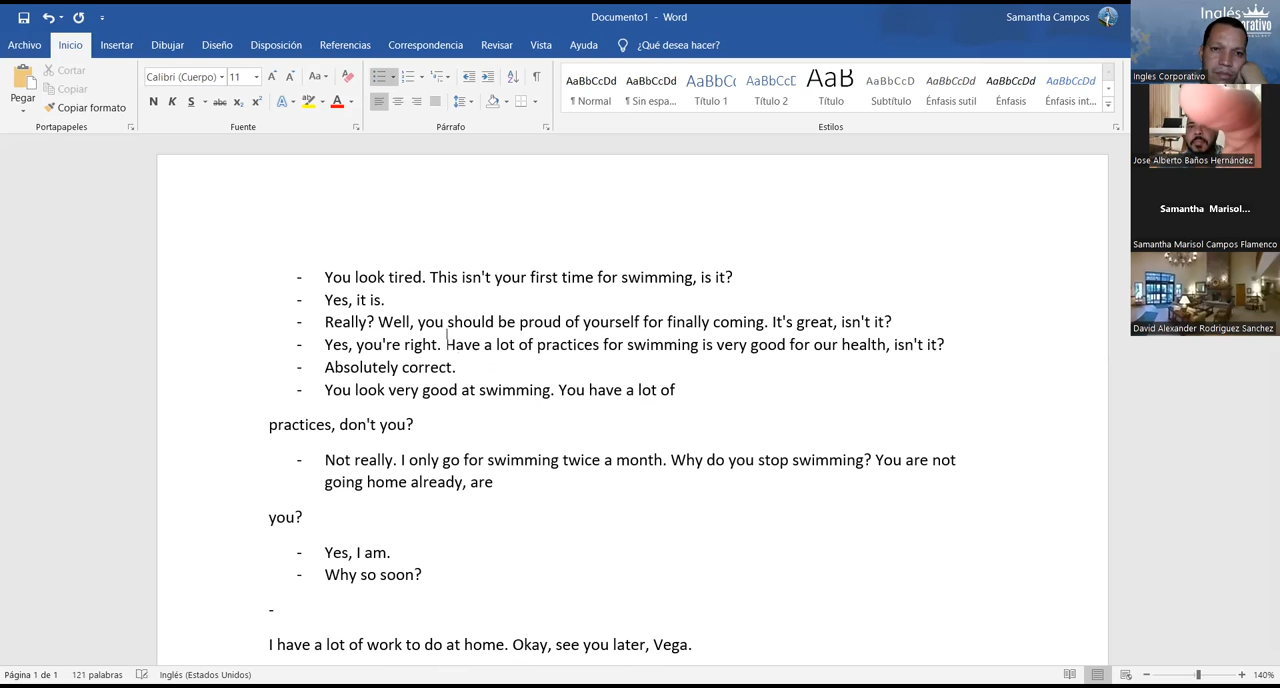 Documento1 - Word
Samantha Campos
Archivo Inicio Insertar Dibujar Diseño Disposición Referencias Correspondencia Revisar Vista Ayuda ¿Qué desea hacer?
Pegar
Cortar
Copiar
Copiar formato
Portapapeles
Calibri (Cuerpo) 11
Fuente
Párrafo
AaBbCcDd AaBbCcDd AaBbCc AaBbCcD AaB AaBbCcD AaBbCcDd AaBbCcDd AaBbCcDd
¶ Normal ¶ Sin espa... Título 1 Título 2 Título Subtítulo Énfasis sutil Énfasis Énfasis int...
Estilos
Inglés
Ingles Corporativo
Jose Alberto Baños Hernández
Samantha Marisol...
Samantha Marisol Campos Flamenco
David Alexander Rodriguez Sanchez
- You look tired. This isn't your first time for swimming, is it?
- Yes, it is.
- Really? Well, you should be proud of yourself for finally coming. It's great, isn't it?
- Yes, you're right. Have a lot of practices for swimming is very good for our health, isn't it?
- Absolutely correct.
- You look very good at swimming. You have a lot of
practices, don't you?
- Not really. I only go for swimming twice a month. Why do you stop swimming? You are not
going home already, are
you?
- Yes, I am.
- Why so soon?
-
I have a lot of work to do at home. Okay, see you later, Vega.
Página 1 de 1 121 palabras Inglés (Estados Unidos) 140%